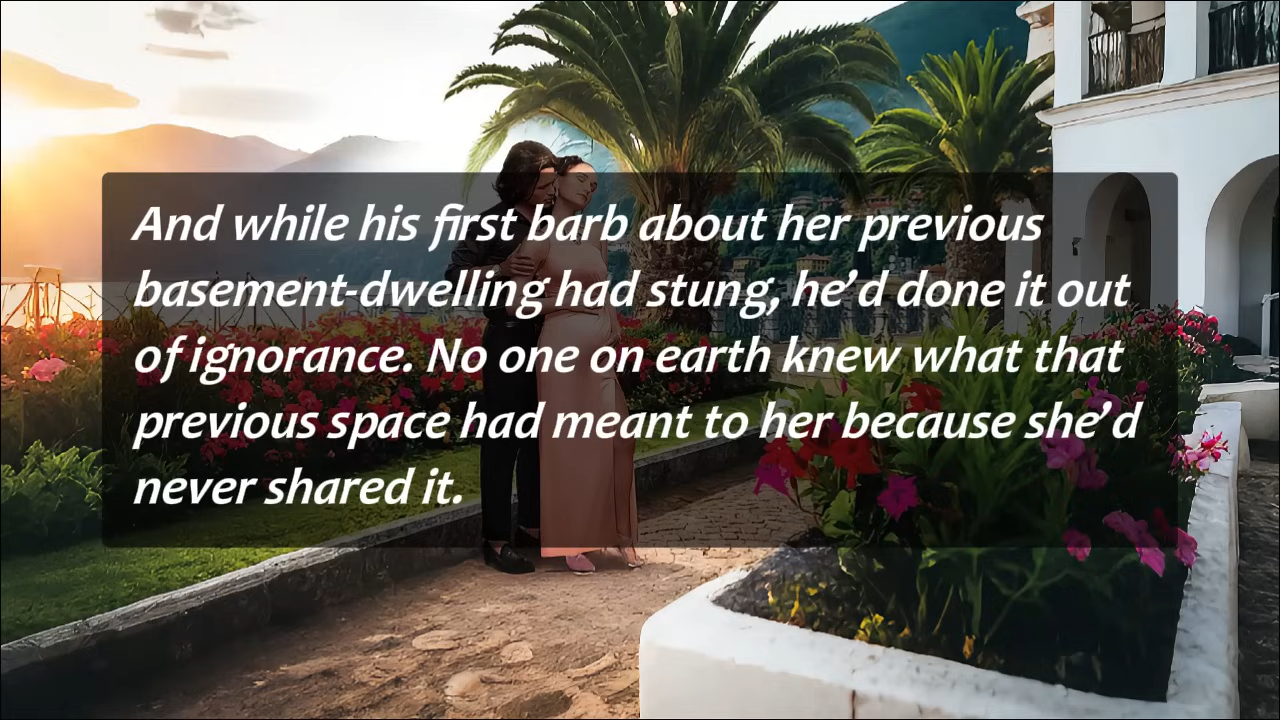 And while his first barb about her previous
basement-dwelling had stung, he’d done it out
of ignorance. No one on earth knew what that
previous space had meant to her because she’d
never shared it.